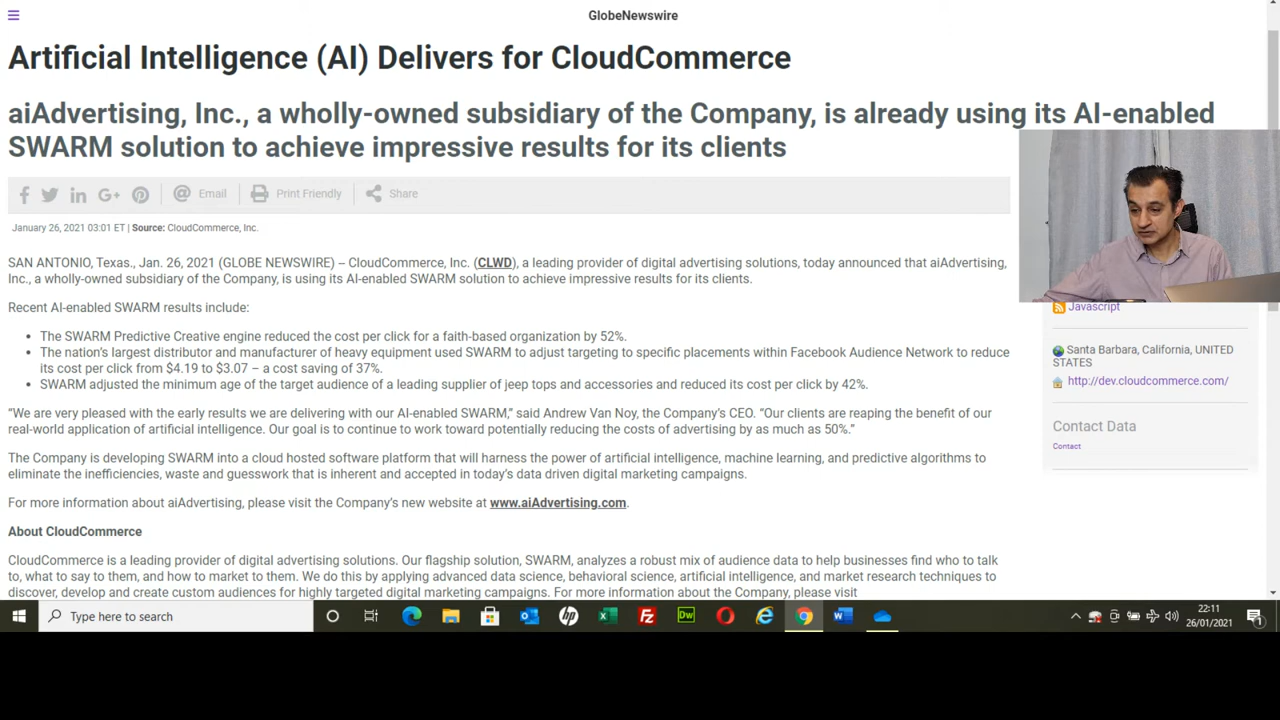 GlobeNewswire
Artificial Intelligence (AI) Delivers for CloudCommerce
aiAdvertising, Inc., a wholly-owned subsidiary of the Company, is already using its AI-enabled
SWARM solution to achieve impressive results for its clients
Email
Print Friendly
Share
January 26, 2021 03:01 ET | Source: CloudCommerce, Inc.
SAN ANTONIO, Texas., Jan. 26, 2021 (GLOBE NEWSWIRE) -- CloudCommerce, Inc. (CLWD), a leading provider of digital advertising solutions, today announced that aiAdvertising,
Inc., a wholly-owned subsidiary of the Company, is using its AI-enabled SWARM solution to achieve impressive results for its clients.
Recent AI-enabled SWARM results include:
• The SWARM Predictive Creative engine reduced the cost per click for a faith-based organization by 52%.
• The nation's largest distributor and manufacturer of heavy equipment used SWARM to adjust targeting to specific placements within Facebook Audience Network to reduce
its cost per click from $4.19 to $3.07 – a cost saving of 37%.
• SWARM adjusted the minimum age of the target audience of a leading supplier of jeep tops and accessories and reduced its cost per click by 42%.
“We are very pleased with the early results we are delivering with our AI-enabled SWARM,” said Andrew Van Noy, the Company’s CEO. “Our clients are reaping the benefit of our
real-world application of artificial intelligence. Our goal is to continue to work toward potentially reducing the costs of advertising by as much as 50%.”
The Company is developing SWARM into a cloud hosted software platform that will harness the power of artificial intelligence, machine learning, and predictive algorithms to
eliminate the inefficiencies, waste and guesswork that is inherent and accepted in today’s data driven digital marketing campaigns.
For more information about aiAdvertising, please visit the Company’s new website at www.aiAdvertising.com.
About CloudCommerce
CloudCommerce is a leading provider of digital advertising solutions. Our flagship solution, SWARM, analyzes a robust mix of audience data to help businesses find who to talk
to, what to say to them, and how to market to them. We do this by applying advanced data science, behavioral science, artificial intelligence, and market research techniques to
discover, develop and create custom audiences for highly targeted digital marketing campaigns. For more information about the Company, please visit
Javascript
Santa Barbara, California, UNITED
STATES
http://dev.cloudcommerce.com/
Contact Data
Contact
Type here to search
22:11
26/01/2021